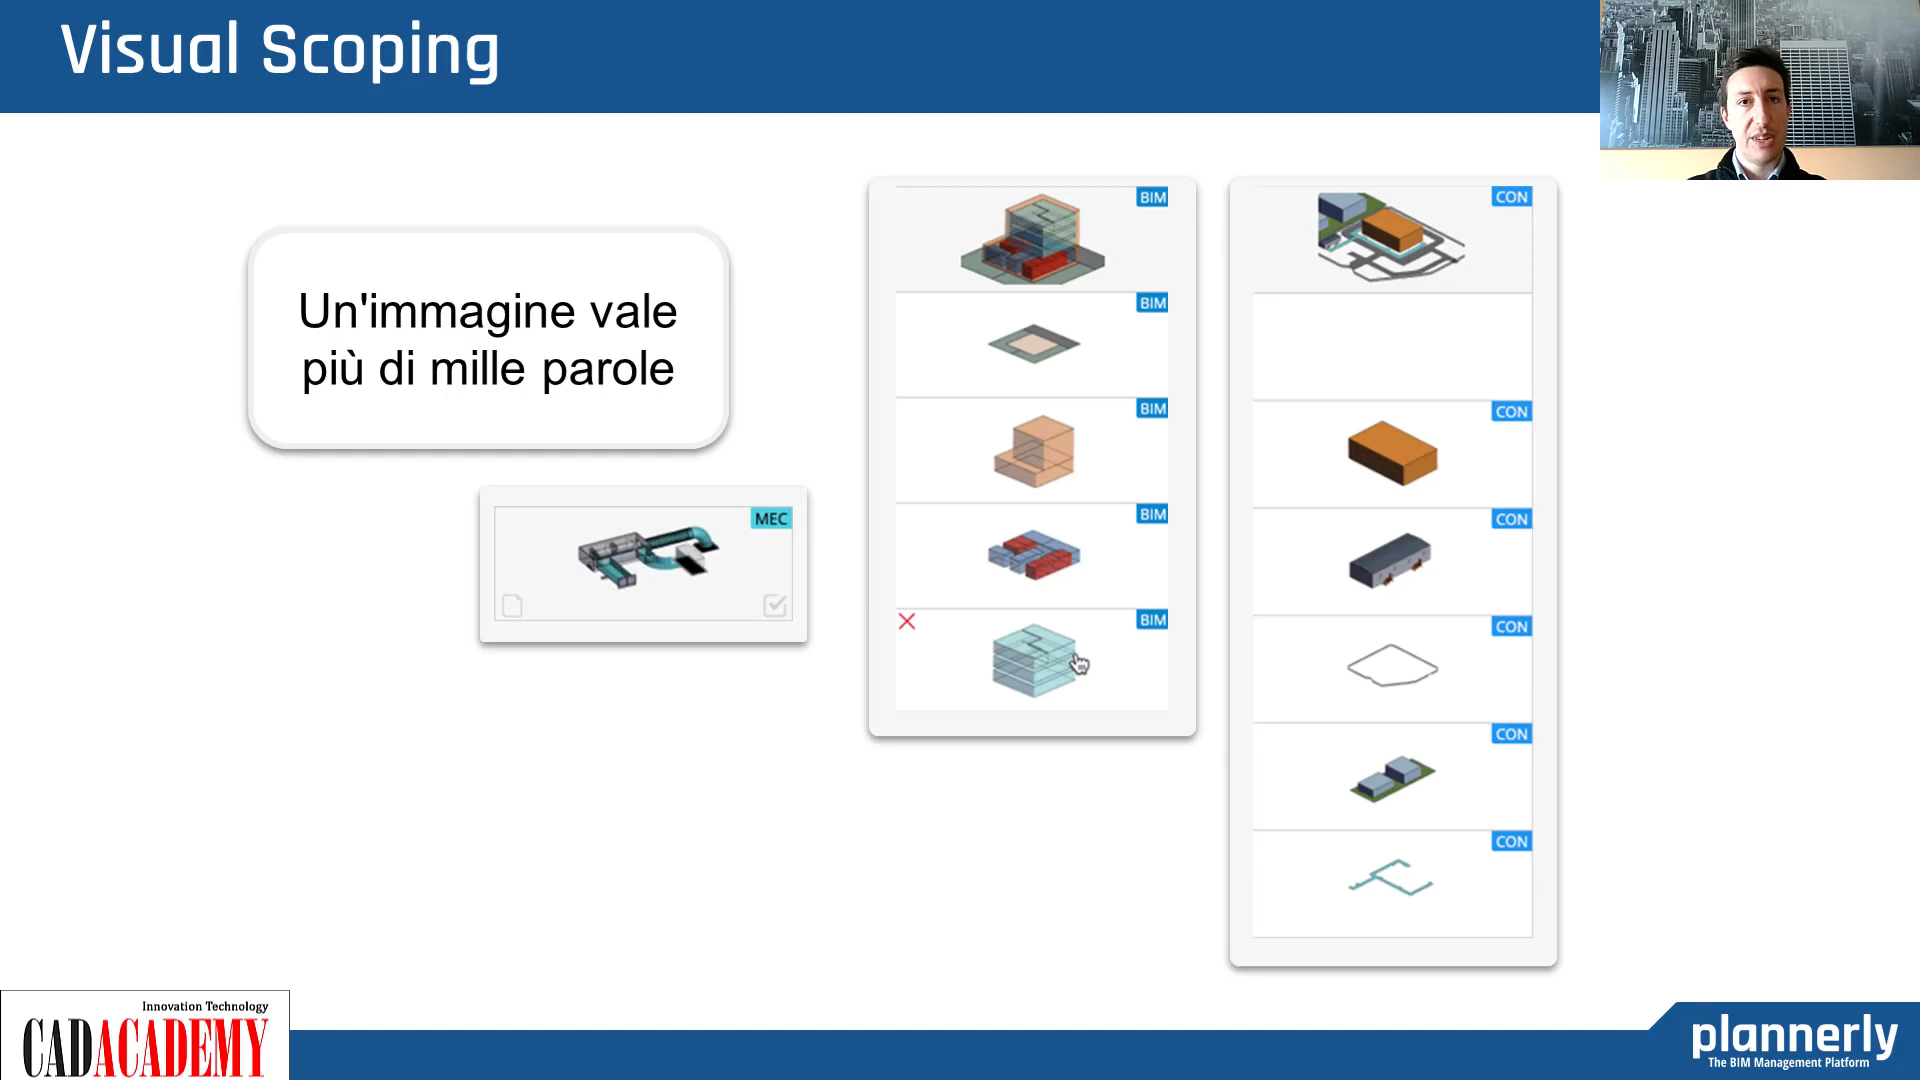 Visual Scoping
Un'immagine vale
più di mille parole
MEC
BIM
BIM
BIM
BIM
BIM
CON
CON
CON
CON
CON
CON
Innovation Technology
CADACADEMY
plannerly
The BIM Management Platform